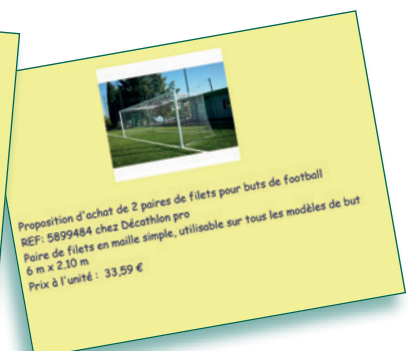 Proposition d'achat de 2 paires de filets pour buts de football
REF: 5899484 chez Décathlon pro
Paire de filets en maille simple, utilisable sur tous les modèles de but
6 m x 2.10 m
Prix à l'unité : 33,59 €